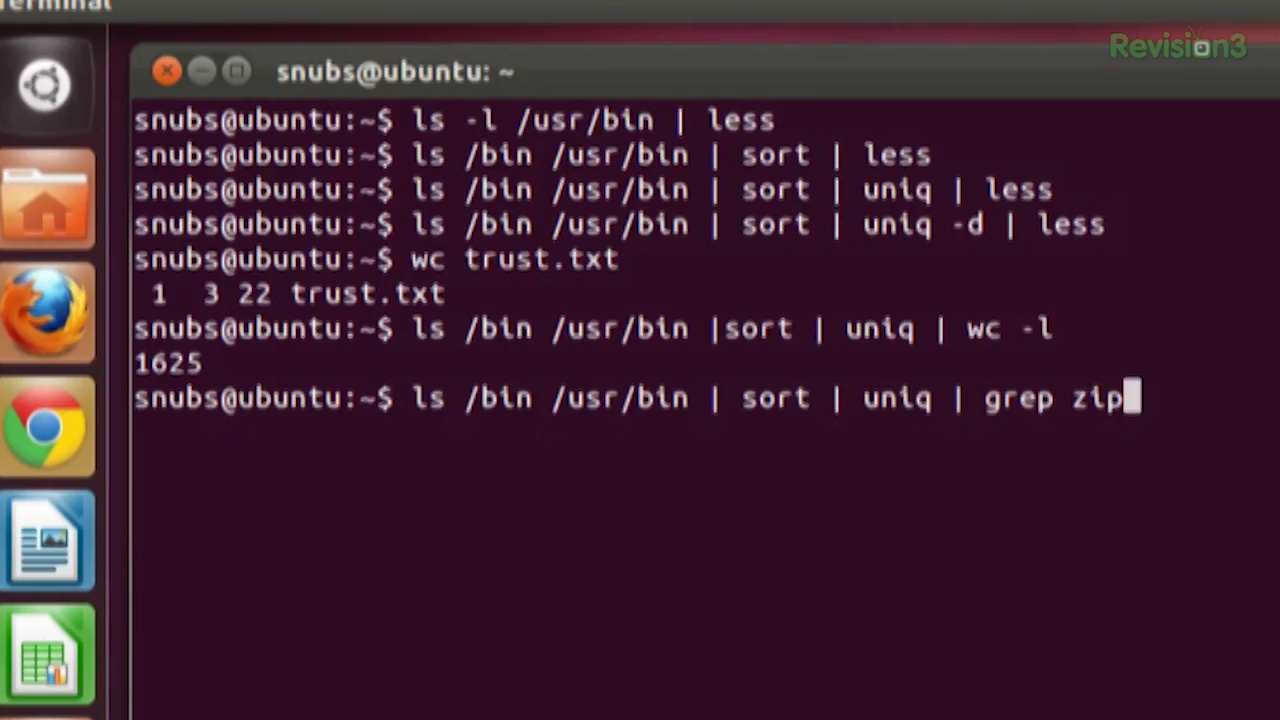 Terminal
Revision3
snubs@ubuntu: ~
snubs@ubuntu:~$ ls -l /usr/bin | less
snubs@ubuntu:~$ ls /bin /usr/bin | sort | less
snubs@ubuntu:~$ ls /bin /usr/bin | sort | uniq | less
snubs@ubuntu:~$ ls /bin /usr/bin | sort | uniq -d | less
snubs@ubuntu:~$ wc trust.txt
1 3 22 trust.txt
snubs@ubuntu:~$ ls /bin /usr/bin |sort | uniq | wc -l
1625
snubs@ubuntu:~$ ls /bin /usr/bin | sort | uniq | grep zip